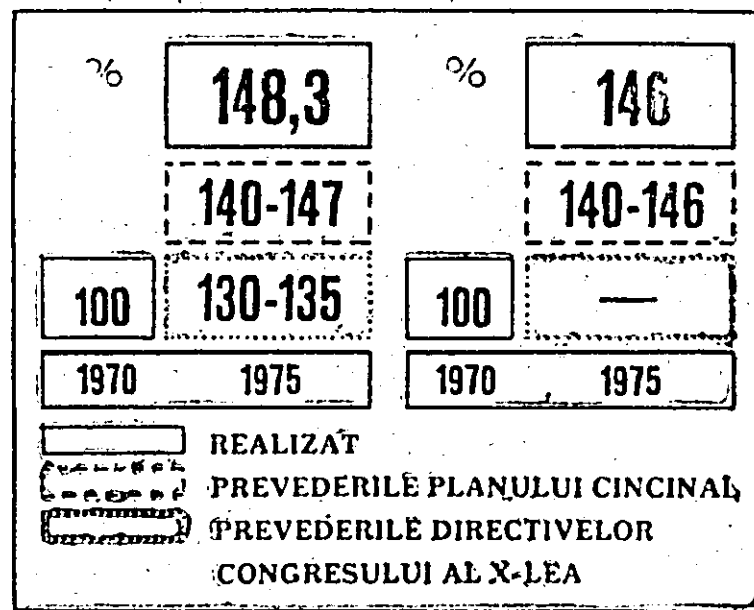 % 148,3 % 146
140-147 140-146
100 130-135 100 —
1970 1975 1970 1975
REALIZAT
PREVEDERILE PLANULUI CINCINAL
PREVEDERILE DIRECTIVELOR
CONGRESULUI AL X-LEA